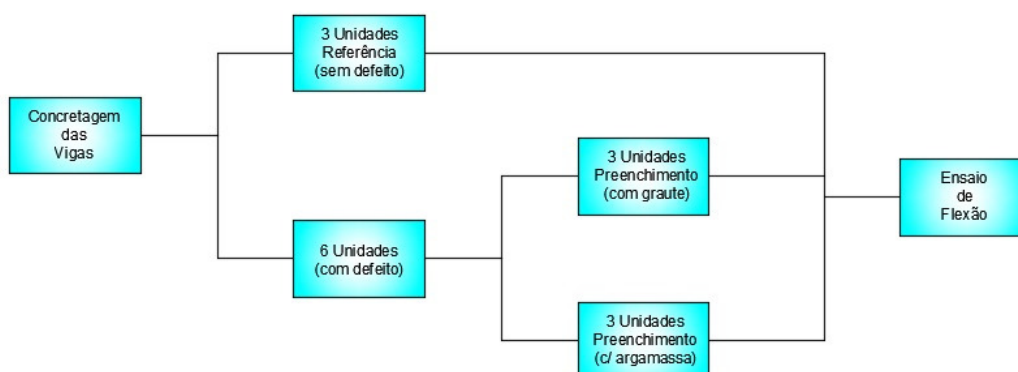 3 Unidades
Referência
(sem defeito)
Concretagem
das
Vigas
3 Unidades
Preenchimento
(com graute)
Ensaio
de
Flexão
6 Unidades
(com defeito)
3 Unidades
Preenchimento
(c/ argamassa)